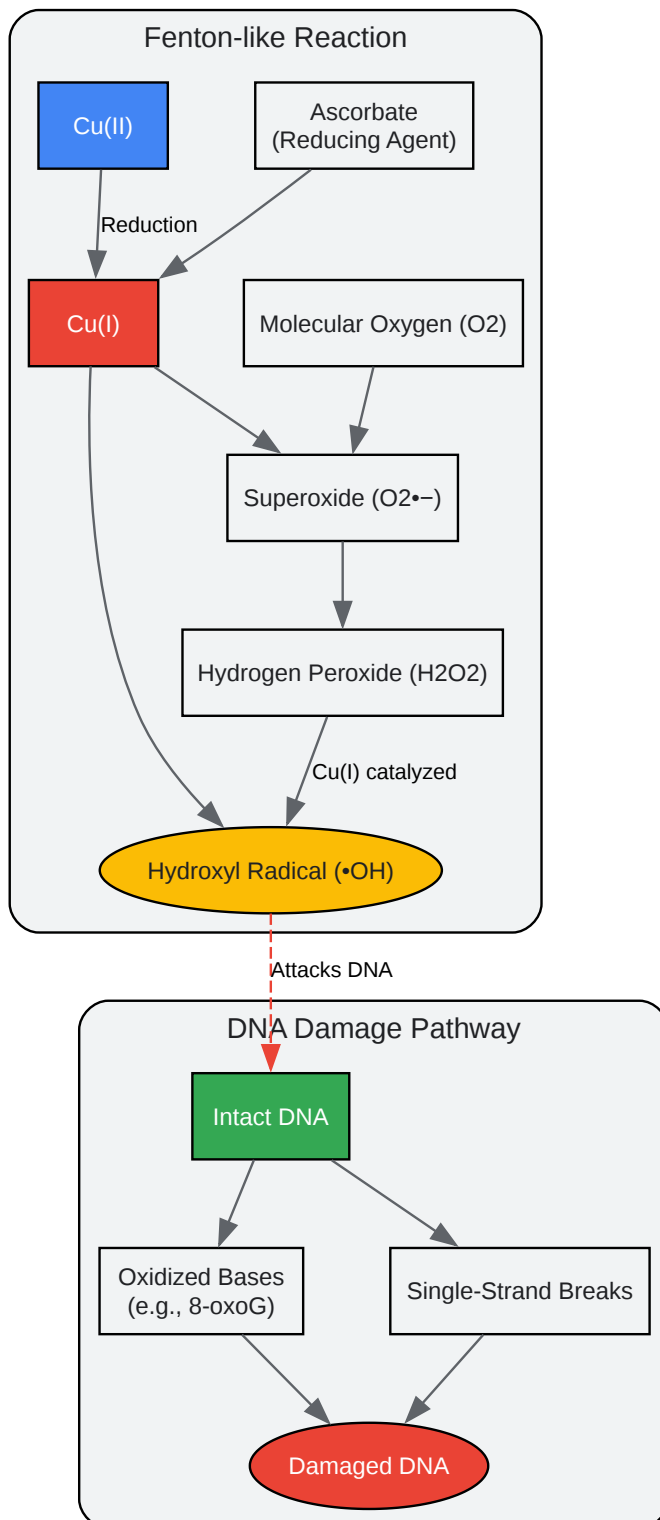 Fenton-like Reaction
Cu(II)
Ascorbate
(Reducing Agent)
Reduction
Cu(I)
Molecular Oxygen (O2)
Superoxide (O2•−)
Hydrogen Peroxide (H2O2)
Cu(I) catalyzed
Hydroxyl Radical (•OH)
Attacks DNA
DNA Damage Pathway
Intact DNA
Oxidized Bases
(e.g., 8-oxoG)
Single-Strand Breaks
Damaged DNA